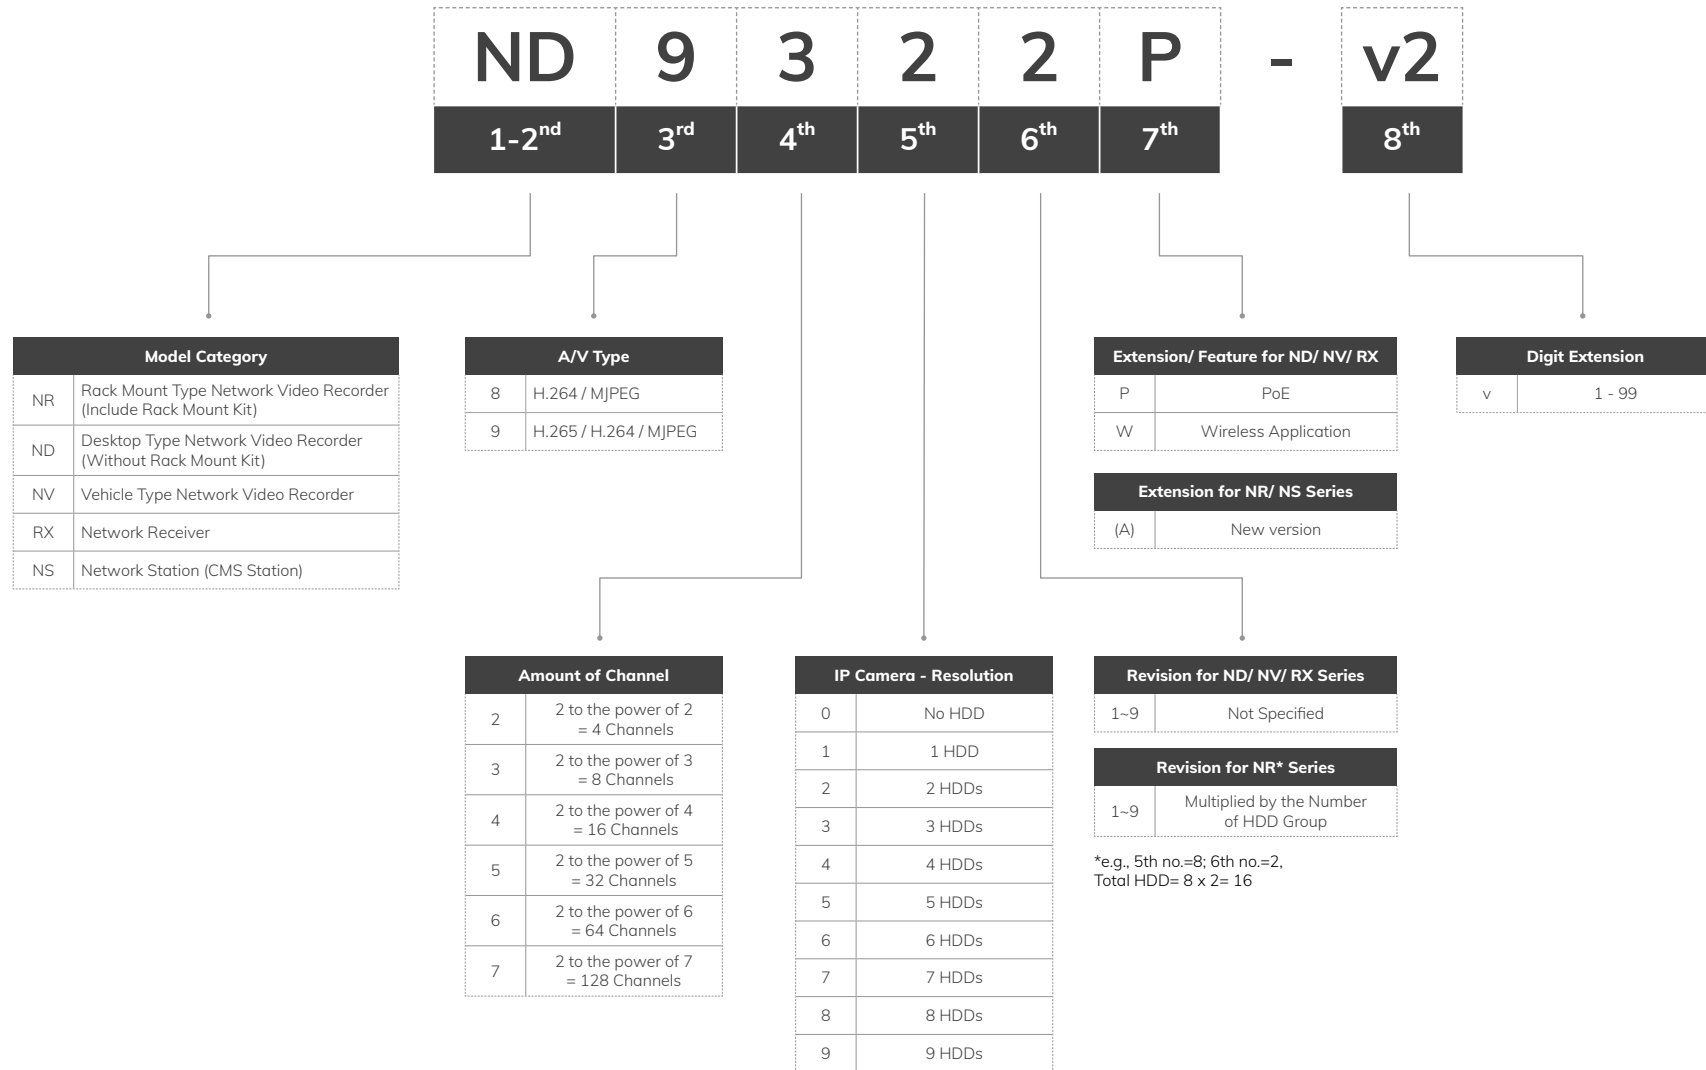 ND 9 3 2 2 P - v2
1-2nd 3rd 4th 5th 6th 7th 8th
Model Category
NR Rack Mount Type Network Video Recorder
(Include Rack Mount Kit)
ND Desktop Type Network Video Recorder
(Without Rack Mount Kit)
NV Vehicle Type Network Video Recorder
RX Network Receiver
NS Network Station (CMS Station)
A/V Type
8 H.264 / MJPEG
9 H.265 / H.264 / MJPEG
Extension/ Feature for ND/ NV/ RX
P PoE
W Wireless Application
Extension for NR/ NS Series
(A) New version
Digit Extension
v 1 - 99
Amount of Channel
2 2 to the power of 2
= 4 Channels
3 2 to the power of 3
= 8 Channels
4 2 to the power of 4
= 16 Channels
5 2 to the power of 5
= 32 Channels
6 2 to the power of 6
= 64 Channels
7 2 to the power of 7
= 128 Channels
IP Camera - Resolution
0 No HDD
1 1 HDD
2 2 HDDs
3 3 HDDs
4 4 HDDs
5 5 HDDs
6 6 HDDs
7 7 HDDs
8 8 HDDs
9 9 HDDs
Revision for ND/ NV/ RX Series
1~9 Not Specified
Revision for NR* Series
1~9 Multiplied by the Number
of HDD Group
*e.g., 5th no.=8; 6th no.=2,
Total HDD= 8 x 2= 16